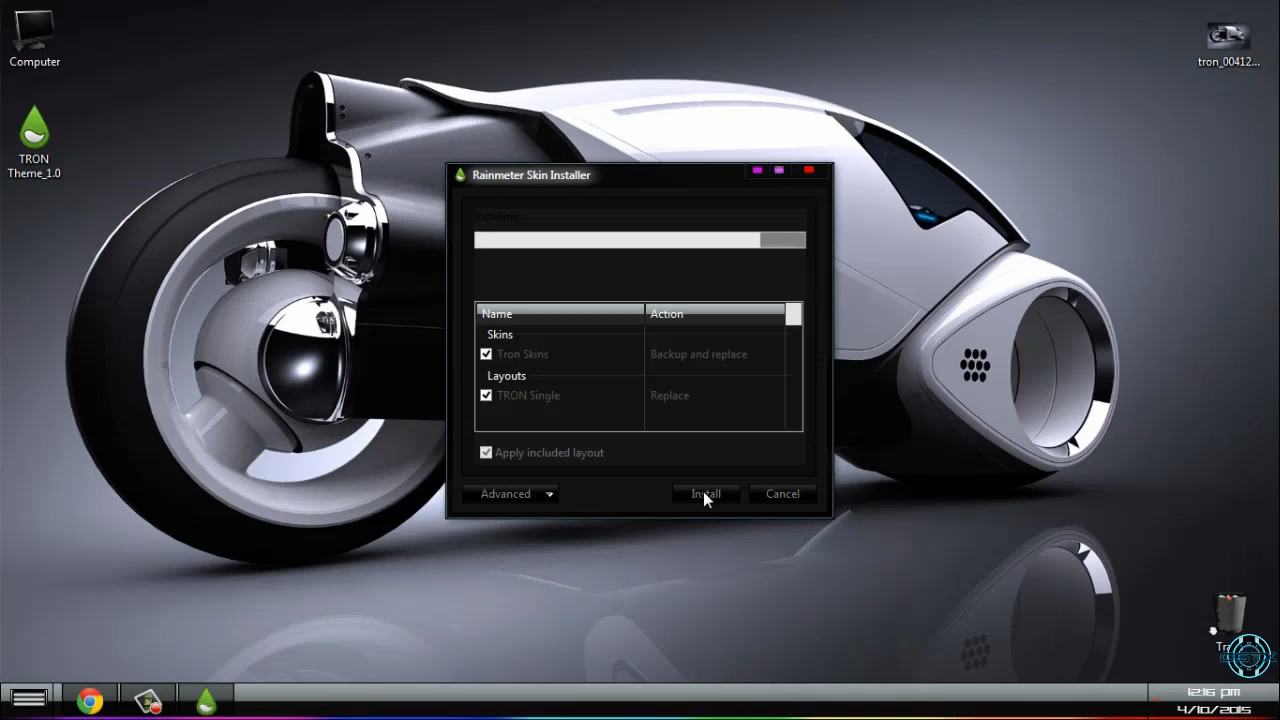 Computer
tron_00412...
TRON
Theme_1.0
Rainmeter Skin Installer
Installing...
Name Action
Skins
Tron Skins Backup and replace
Layouts
TRON Single Replace
Apply included layout
Advanced Install Cancel
12:16 pm
4/10/2015